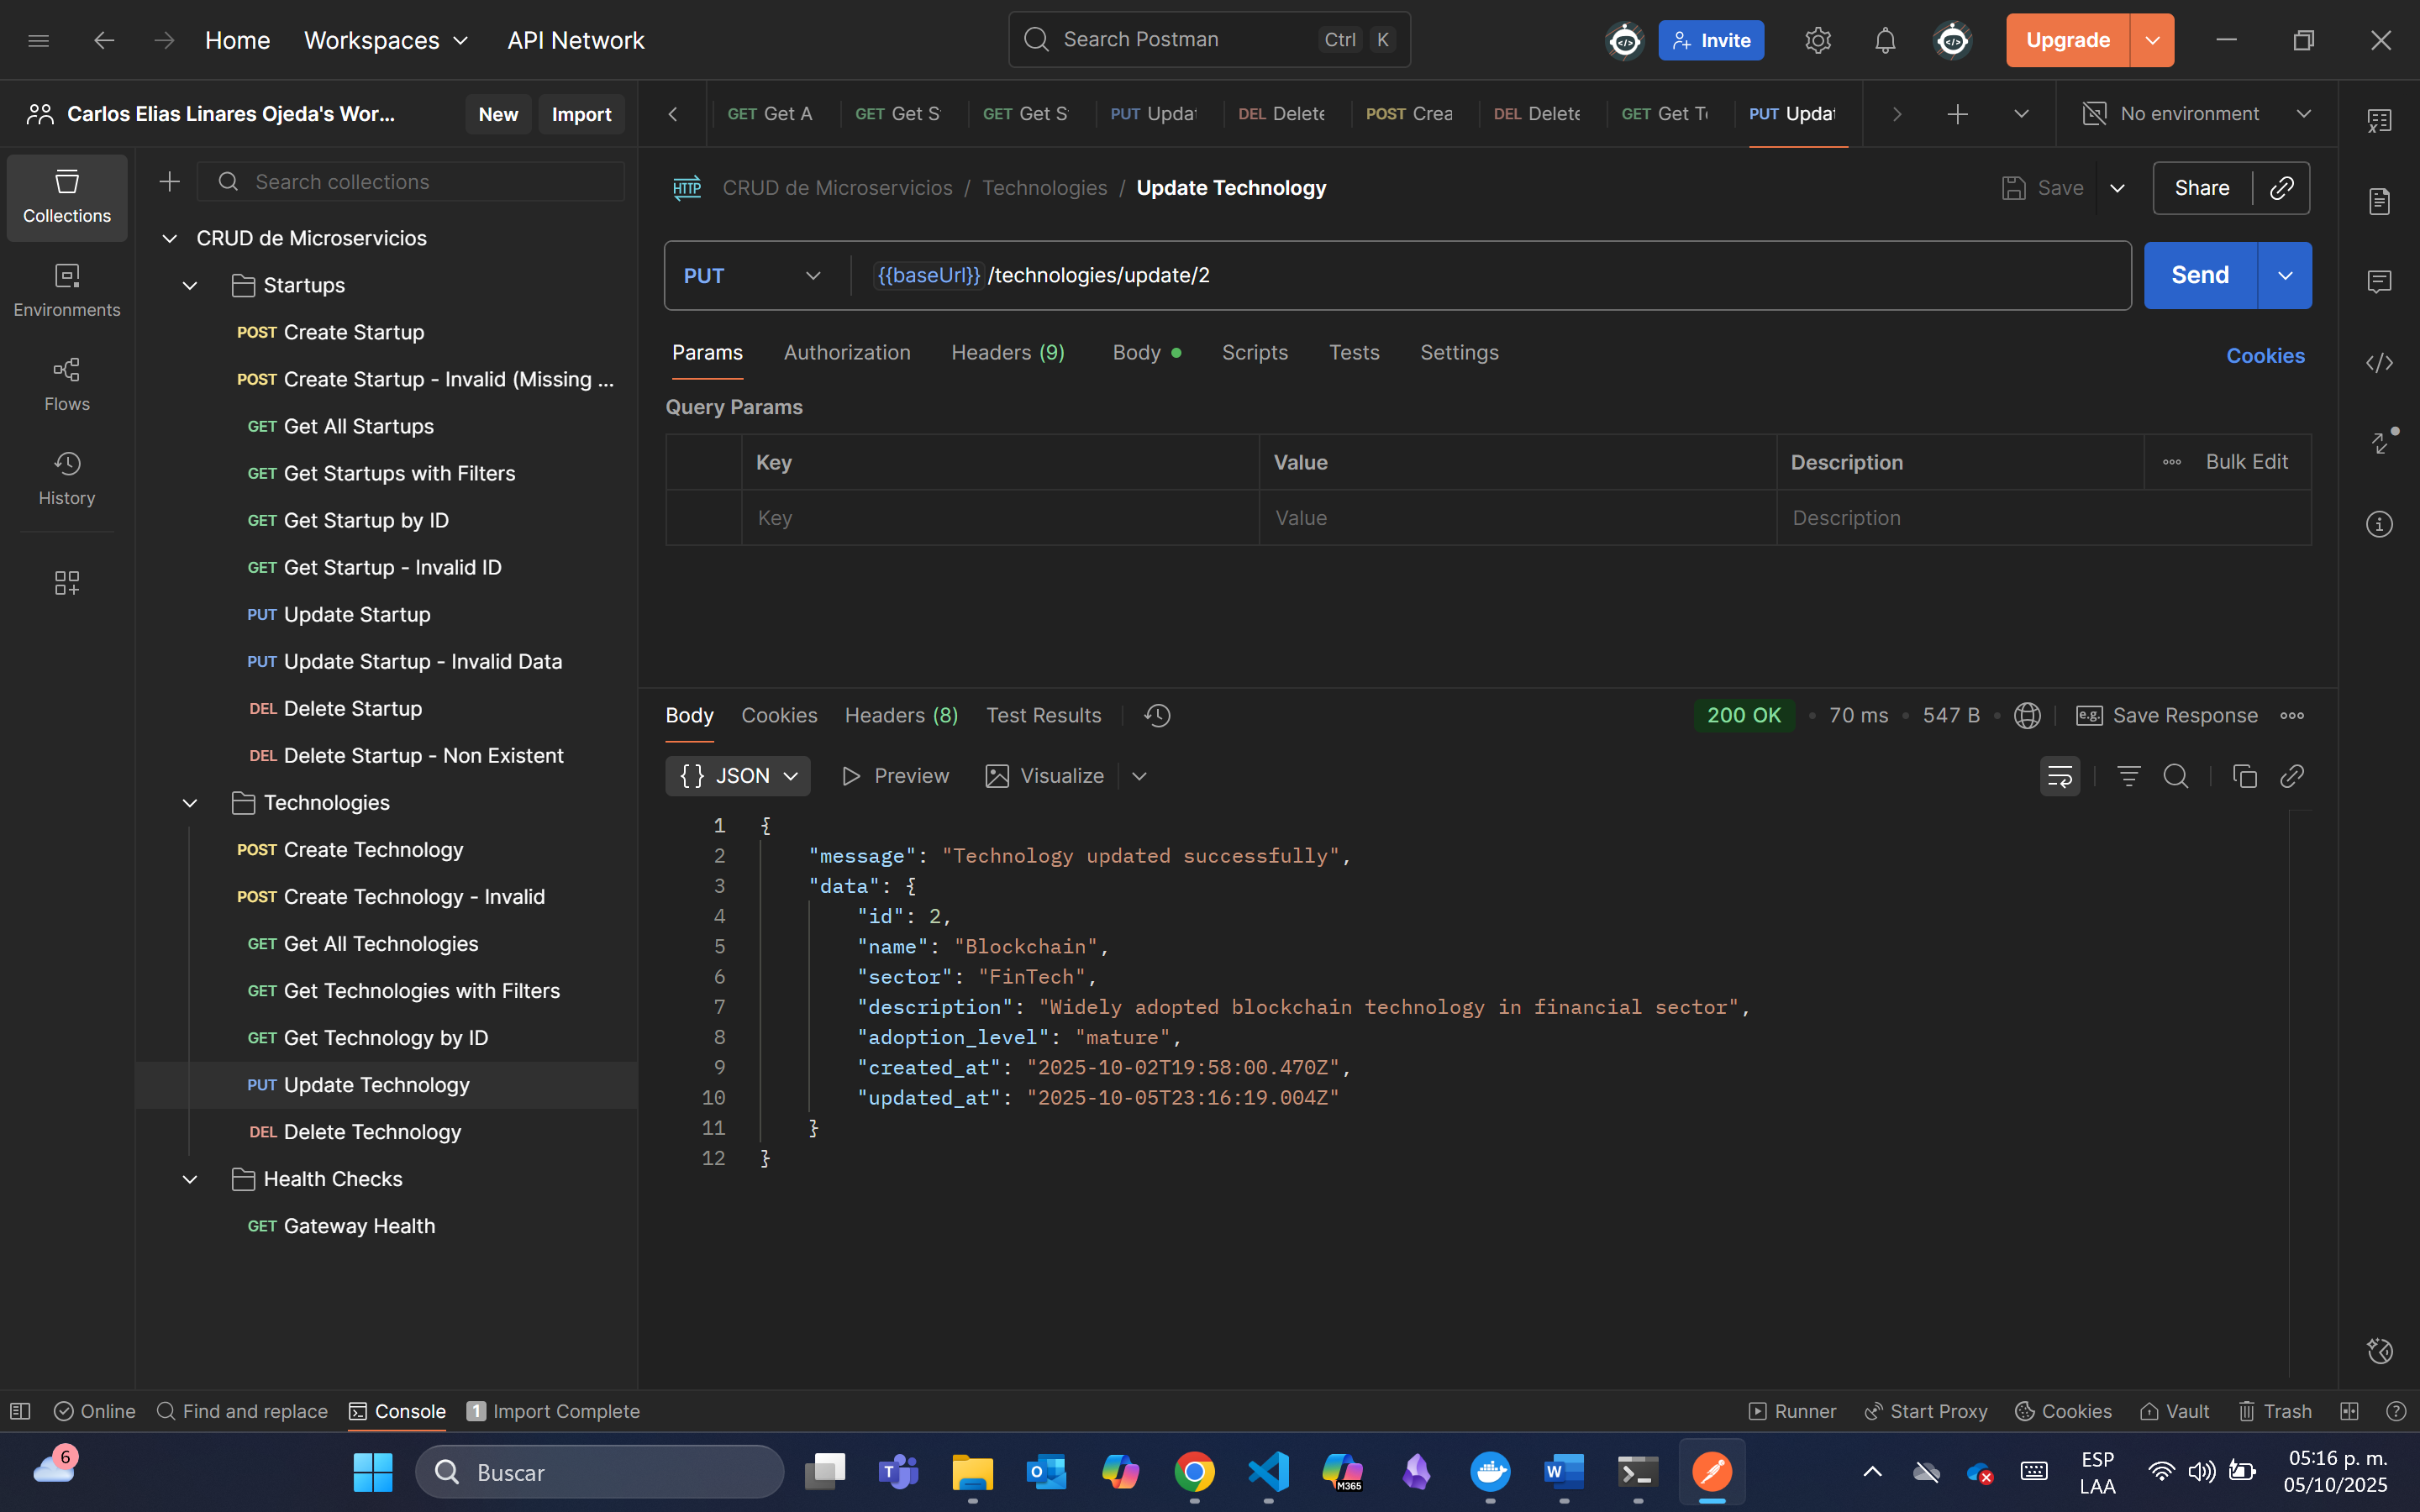 Home
Workspaces
API Network
Search Postman
Ctrl K
Invite
Upgrade
Carlos Elias Linares Ojeda's Wor...
New
Import
GET Get A
GET Get S
GET Get S
PUT Updat
DEL Delete
POST Crea
DEL Delete
GET Get T
PUT Updat
No environment
Collections
Environments
Flows
History
Search collections
CRUD de Microservicios
Startups
POST Create Startup
POST Create Startup - Invalid (Missing ...
GET Get All Startups
GET Get Startups with Filters
GET Get Startup by ID
GET Get Startup - Invalid ID
PUT Update Startup
PUT Update Startup - Invalid Data
DEL Delete Startup
DEL Delete Startup - Non Existent
Technologies
POST Create Technology
POST Create Technology - Invalid
GET Get All Technologies
GET Get Technologies with Filters
GET Get Technology by ID
PUT Update Technology
DEL Delete Technology
Health Checks
GET Gateway Health
HTTP CRUD de Microservicios / Technologies / Update Technology
Save
Share
PUT {{baseUrl}}/technologies/update/2
Send
Params Authorization Headers (9) Body Scripts Tests Settings
Cookies
Query Params
Key Value Description Bulk Edit
Key Value Description
Body Cookies Headers (8) Test Results
200 OK • 70 ms • 547 B •
e.g. Save Response
{} JSON Preview Visualize
1 {
2 "message": "Technology updated successfully",
3 "data": {
4 "id": 2,
5 "name": "Blockchain",
6 "sector": "FinTech",
7 "description": "Widely adopted blockchain technology in financial sector",
8 "adoption_level": "mature",
9 "created_at": "2025-10-02T19:58:00.470Z",
10 "updated_at": "2025-10-05T23:16:19.004Z"
11 }
12 }
Online Find and replace Console 1 Import Complete
Runner Start Proxy Cookies Vault Trash
6
Buscar
M365
ESP
LAA
05:16 p. m.
05/10/2025